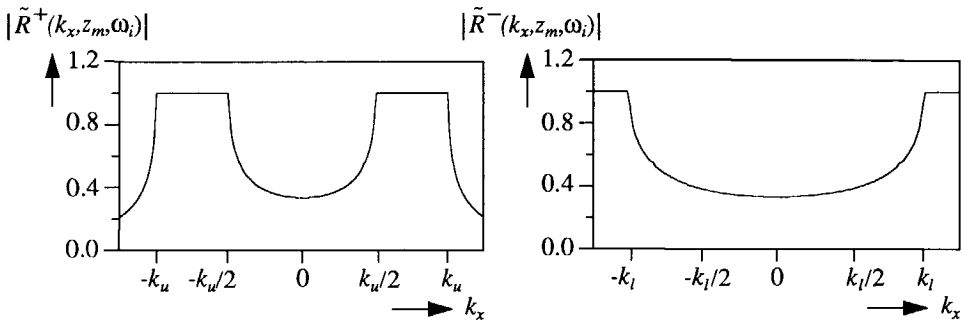 |R̃⁺(kₓ,zₘ,ωᵢ)|
1.2
0.8
0.4
0.0
-kᵤ -kᵤ/2 0 kᵤ/2 kᵤ
kₓ
|R̃⁻(kₓ,zₘ,ωᵢ)|
1.2
0.8
0.4
0.0
-kₗ -kₗ/2 0 kₗ/2 kₗ
kₓ